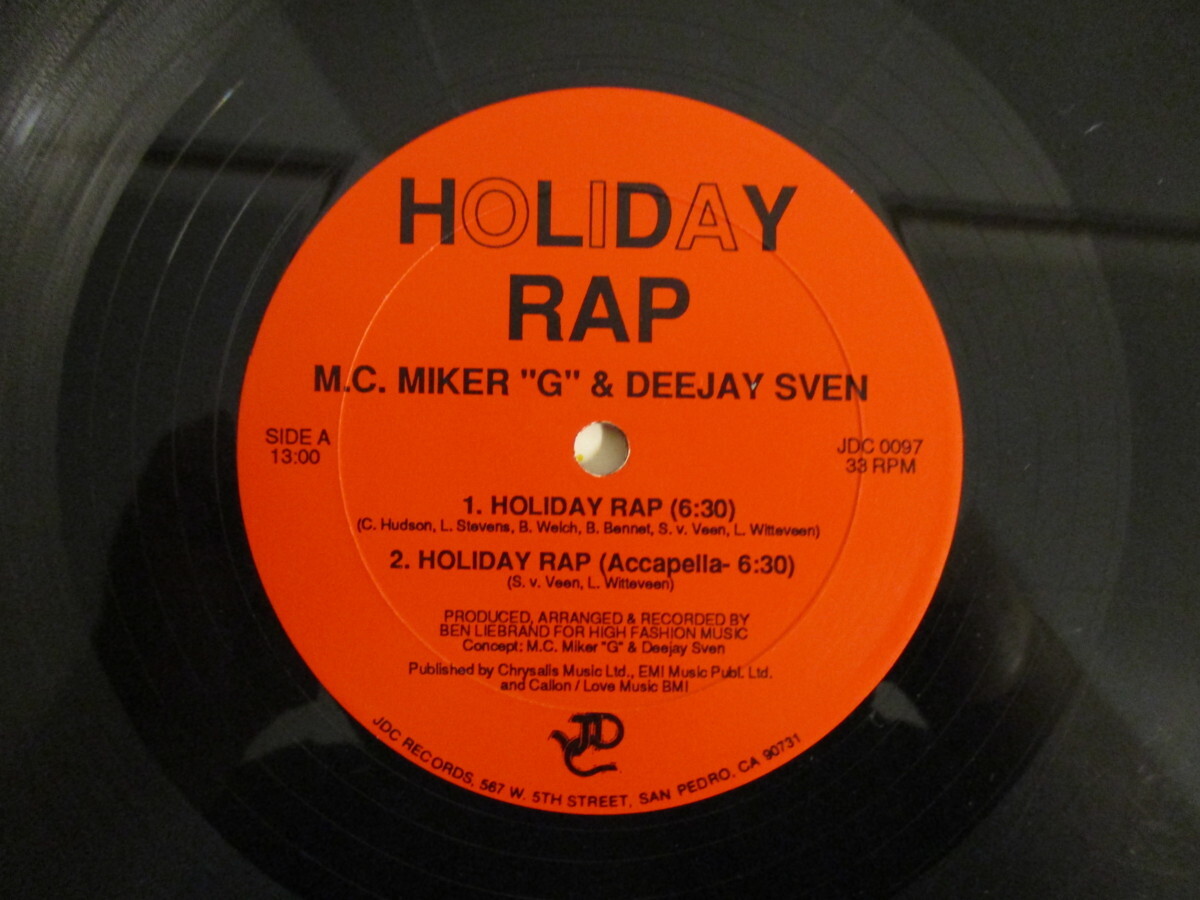 HOLIDAY
RAP
M.C. MIKER "G" & DEEJAY SVEN
SIDE A
13:00
JDC 0097
33 RPM
1. HOLIDAY RAP (6:30)
(C. Hudson, L. Stevens, B. Welch, B. Bennet, S. v. Veen, L. Witteveen)
2. HOLIDAY RAP (Accapella- 6:30)
(S. v. Veen, L. Witteveen)
PRODUCED, ARRANGED & RECORDED BY
BEN LIEBRAND FOR HIGH FASHION MUSIC
Concept: M.C. Miker "G" & Deejay Sven
Published by Chrysalis Music Ltd., EMI Music Publ. Ltd.
and Callon / Love Music BMI
JDC
JDC RECORDS, 567 W. 5TH STREET, SAN PEDRO, CA 90731